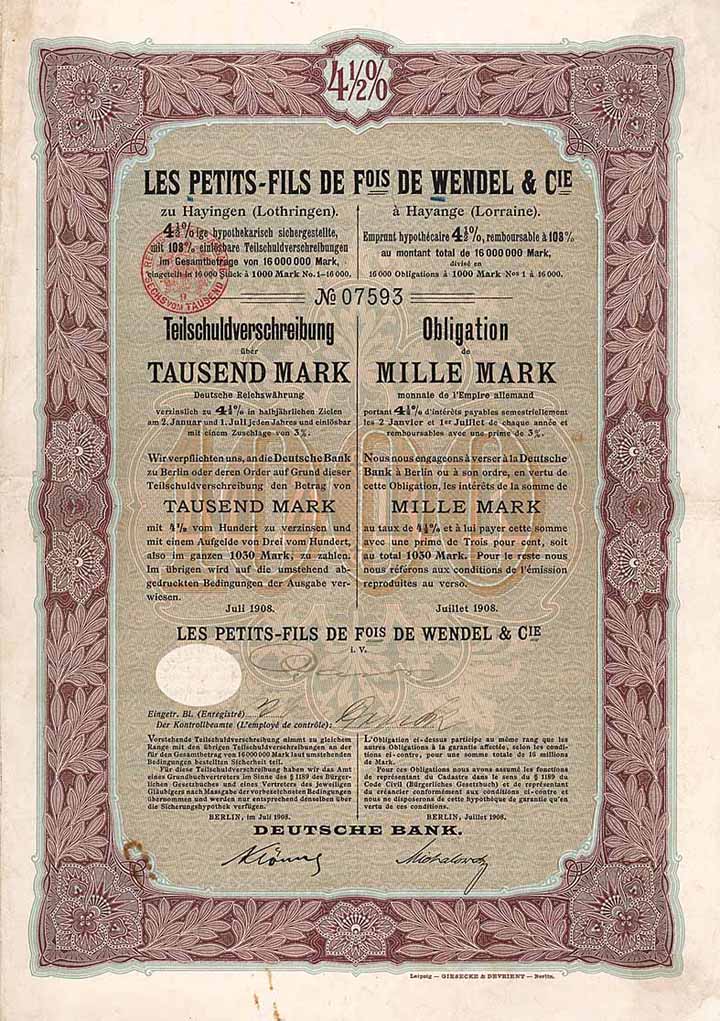 4½%
LES PETITS-FILS DE FOIS DE WENDEL & CIE
zu Hayingen (Lothringen).
4½%ige hypothekarisch sichergestellte,
mit 103% einlösbare Teilschuldverschreibungen
im Gesamtbetrage von 16 000 000 Mark,
eingeteilt in 16 000 Stück à 1000 Mark No. 1–16 000.
à Hayange (Lorraine).
Emprunt hypothécaire 4½%, remboursable à 103%
au montant total de 16 000 000 Mark,
divisé en
16 000 Obligations à 1000 Mark Nos 1 à 16 000.
SECHS VOM TAUSEND
№ 07593
Teilschuldverschreibung
über
TAUSEND MARK
Deutsche Reichswährung
verzinslich zu 4½% in halbjährlichen Zielen
am 2. Januar und 1. Juli jeden Jahres und einlösbar
mit einem Zuschlage von 3%.
Wir verpflichten uns, an die Deutsche Bank
zu Berlin oder deren Order auf Grund dieser
Teilschuldverschreibung den Betrag von
TAUSEND MARK
mit 4½ vom Hundert zu verzinsen und
mit einem Aufgelde von Drei vom Hundert,
also im ganzen 1030 Mark, zu zahlen.
Im übrigen wird auf die umstehend ab-
gedruckten Bedingungen der Ausgabe ver-
wiesen.
Juli 1908.
Obligation
de
MILLE MARK
monnaie de l'Empire allemand
portant 4½% d'intérêts payables semestriellement
les 2 Janvier et 1er Juillet de chaque année et
remboursables avec une prime de 3%.
Nous nous engageons à verser à la Deutsche
Bank à Berlin ou à son ordre, en vertu de
cette Obligation, les intérêts de la somme de
MILLE MARK
au taux de 4½% et à lui payer cette somme
avec une prime de Trois pour cent, soit
au total 1030 Mark. Pour le reste nous
nous référons aux conditions de l'émission
reproduites au verso.
Juillet 1908.
LES PETITS-FILS DE FOIS DE WENDEL & CIE
i. V.
Eingetr. Bl. (Enregistré)
Der Kontrollbeamte (L'employé de contrôle):
Vorstehende Teilschuldverschreibung nimmt zu gleichem
Range mit den übrigen Teilschuldverschreibungen an der
für den Gesamtbetrag von 16 000 000 Mark laut umstehenden
Bedingungen bestellten Sicherheit teil.
Für diese Teilschuldverschreibung haben wir das Amt
eines Grundbuchvertreters im Sinne des § 1189 des Bürger-
lichen Gesetzbuches und eines Vertreters des jeweiligen
Gläubigers nach Massgabe der vorbezeichneten Bedingungen
übernommen und werden nur entsprechend denselben über
die Sicherungshypothek verfügen.
BERLIN, im Juli 1908.
L'Obligation ci-dessus participe au même rang que les
autres Obligations à la garantie affectée, selon les condi-
tions ci-contre, pour une somme totale de 16 millions
de Mark.
Pour ces Obligations nous avons assumé les fonctions
de représentant du Cadastre dans le sens du § 1189 du
Code Civil (Bürgerliches Gesetzbuch) et de représentant
du créancier conformément aux conditions ci-contre et
nous ne disposerons de cette hypothèque de garantie qu'en
vertu de ces conditions.
BERLIN, Juillet 1908.
DEUTSCHE BANK.
Leipzig — GIESECKE & DEVRIENT — Berlin.